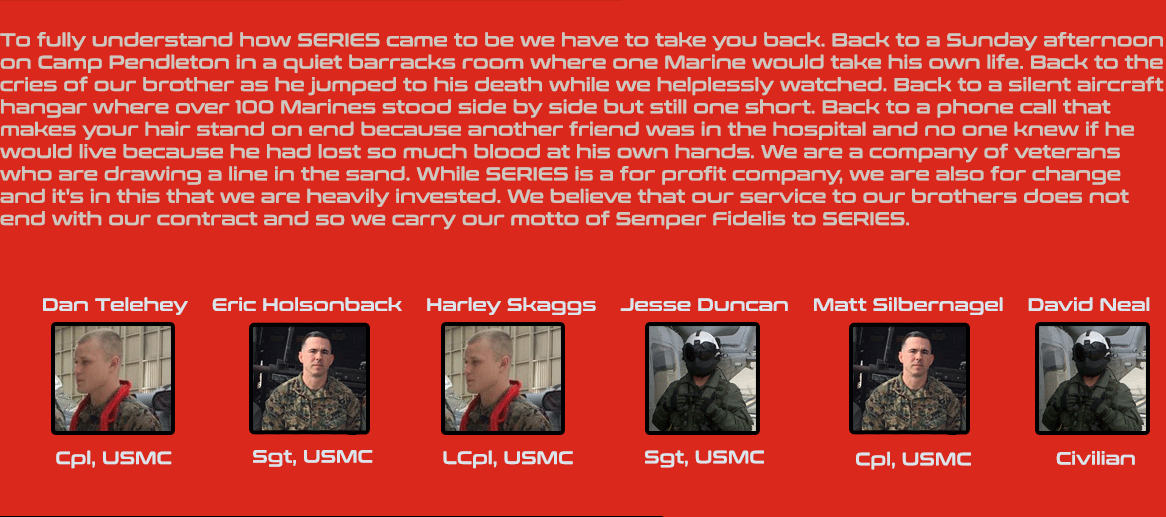 To fully understand how SERIES came to be we have to take you back. Back to a Sunday afternoon
on Camp Pendleton in a quiet barracks room where one Marine would take his own life. Back to the
cries of our brother as he jumped to his death while we helplessly watched. Back to a silent aircraft
hangar where over 100 Marines stood side by side but still one short. Back to a phone call that
makes your hair stand on end because another friend was in the hospital and no one knew if he
would live because he had lost so much blood at his own hands. We are a company of veterans
who are drawing a line in the sand. While SERIES is a for profit company, we are also for change
and it's in this that we are heavily invested. We believe that our service to our brothers does not
end with our contract and so we carry our motto of Semper Fidelis to SERIES.
Dan Telehey Eric Holsonback Harley Skaggs Jesse Duncan Matt Silbernagel David Neal
Cpl, USMC Sgt, USMC LCpl, USMC Sgt, USMC Cpl, USMC Civilian